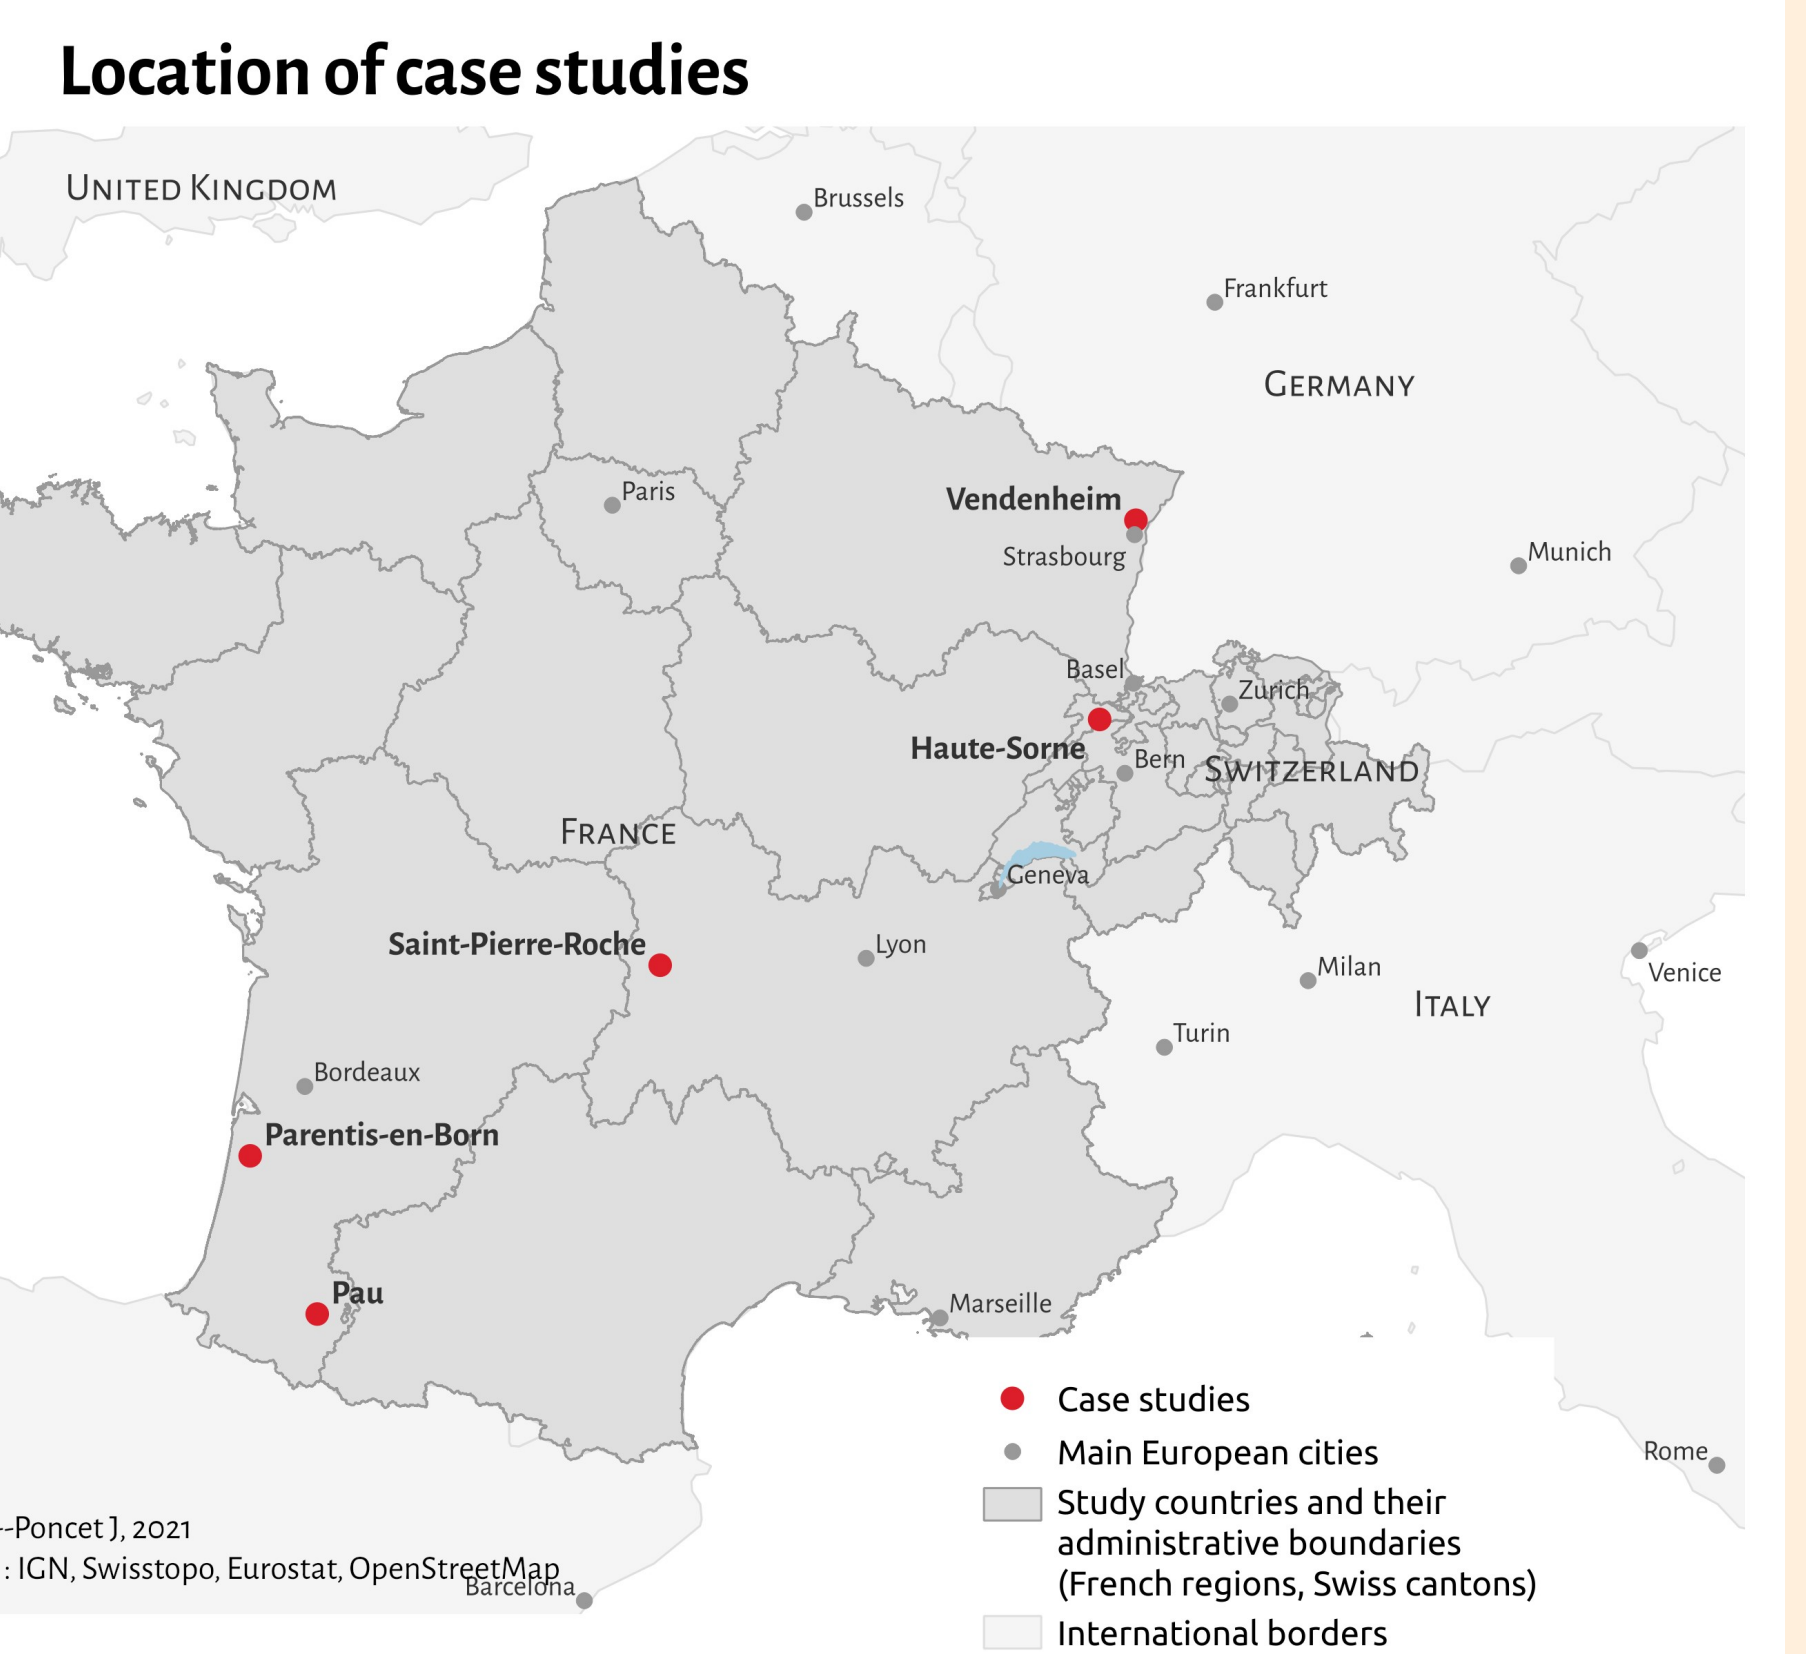 Location of case studies
United Kingdom
Brussels
Frankfurt
Germany
Paris
Vendenheim
Strasbourg
Munich
Basel
Zurich
Haute-Sorne
Bern
Switzerland
France
Geneva
Saint-Pierre-Roche
Lyon
Milan
Venice
Italy
Turin
Bordeaux
Parentis-en-Born
Pau
Marseille
Case studies
Main European cities
Rome
Study countries and their
administrative boundaries
(French regions, Swiss cantons)
International borders
--Poncet J, 2021
: IGN, Swisstopo, Eurostat, OpenStreetMap
Barcelona